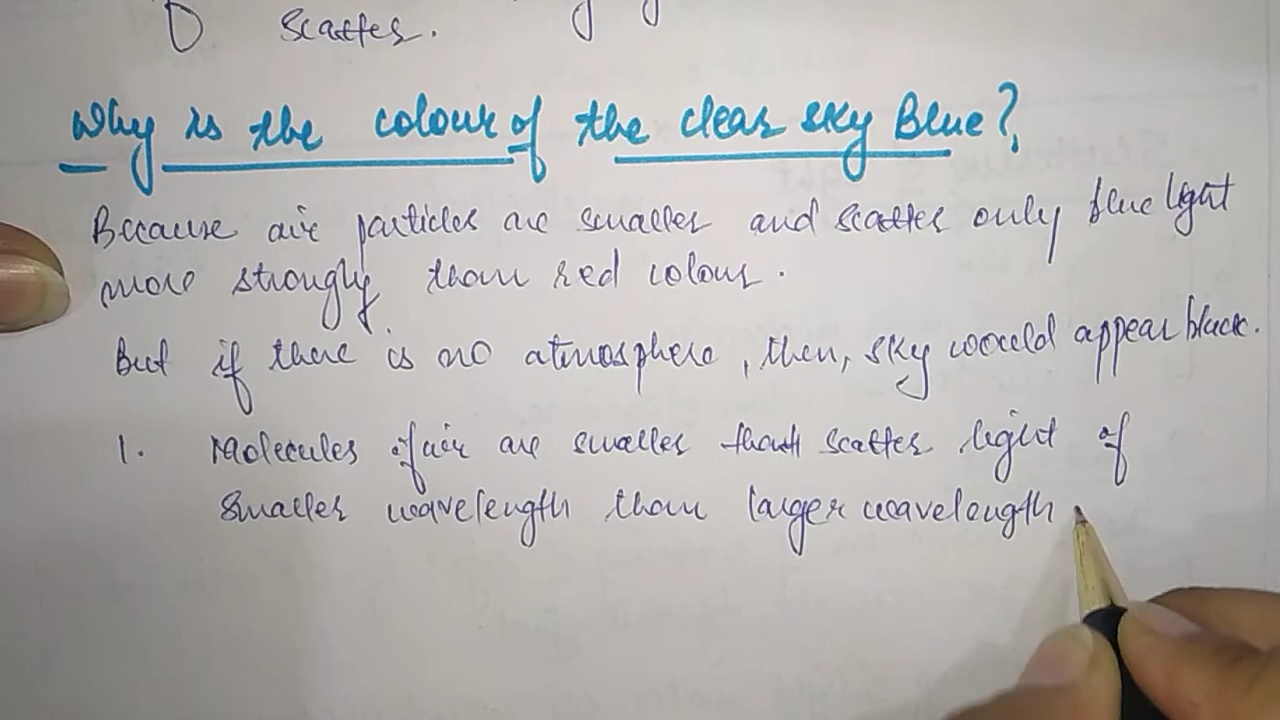 scatter.
Why is the colour of the clear sky Blue?
Because air particles are smaller and scatter only blue light
more strongly than red colour.
But if there is no atmosphere, then, sky would appear black.
1. Molecules of air are smaller that scatter light of
smaller wavelength than larger wavelength